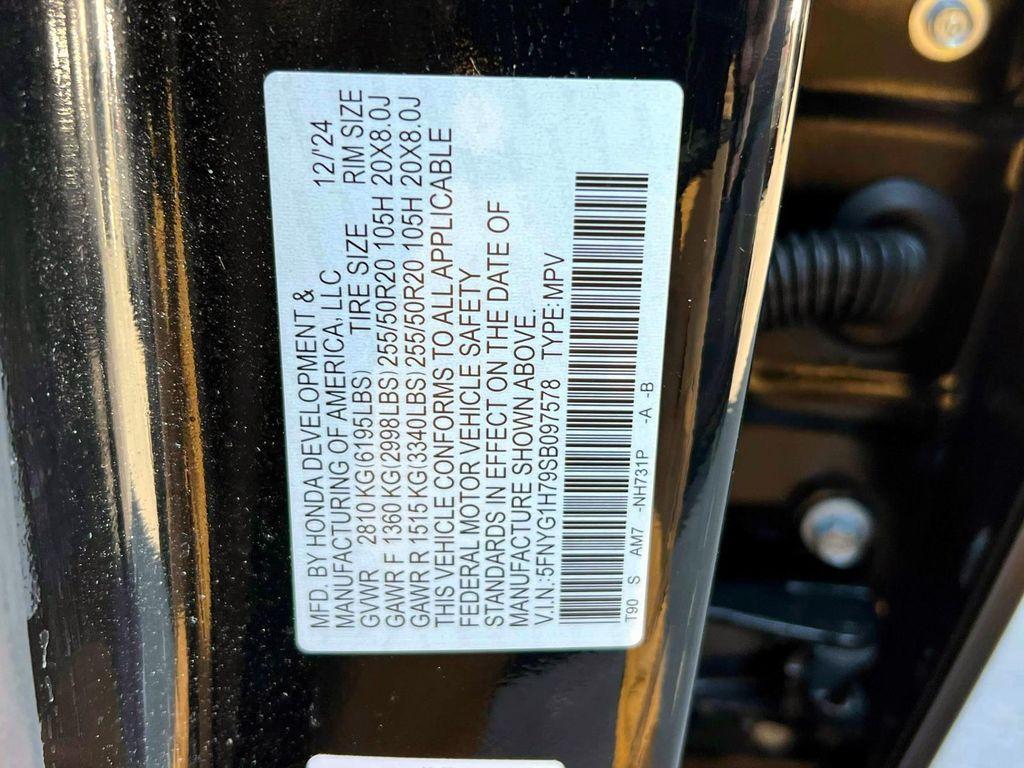 MFD. BY HONDA DEVELOPMENT &
MANUFACTURING OF AMERICA, LLC 12/'24
GVWR 2810 KG(6195LBS) TIRE SIZE RIM SIZE
GAWR F 1360 KG(2998LBS) 255/50R20 105H 20X8.0J
GAWR R 1515 KG(3340LBS) 255/50R20 105H 20X8.0J
THIS VEHICLE CONFORMS TO ALL APPLICABLE
FEDERAL MOTOR VEHICLE SAFETY
STANDARDS IN EFFECT ON THE DATE OF
MANUFACTURE SHOWN ABOVE.
V.I.N.:5FNYG1H79SB097578 TYPE:MPV
T90 S AM7 -NH731P -A -B